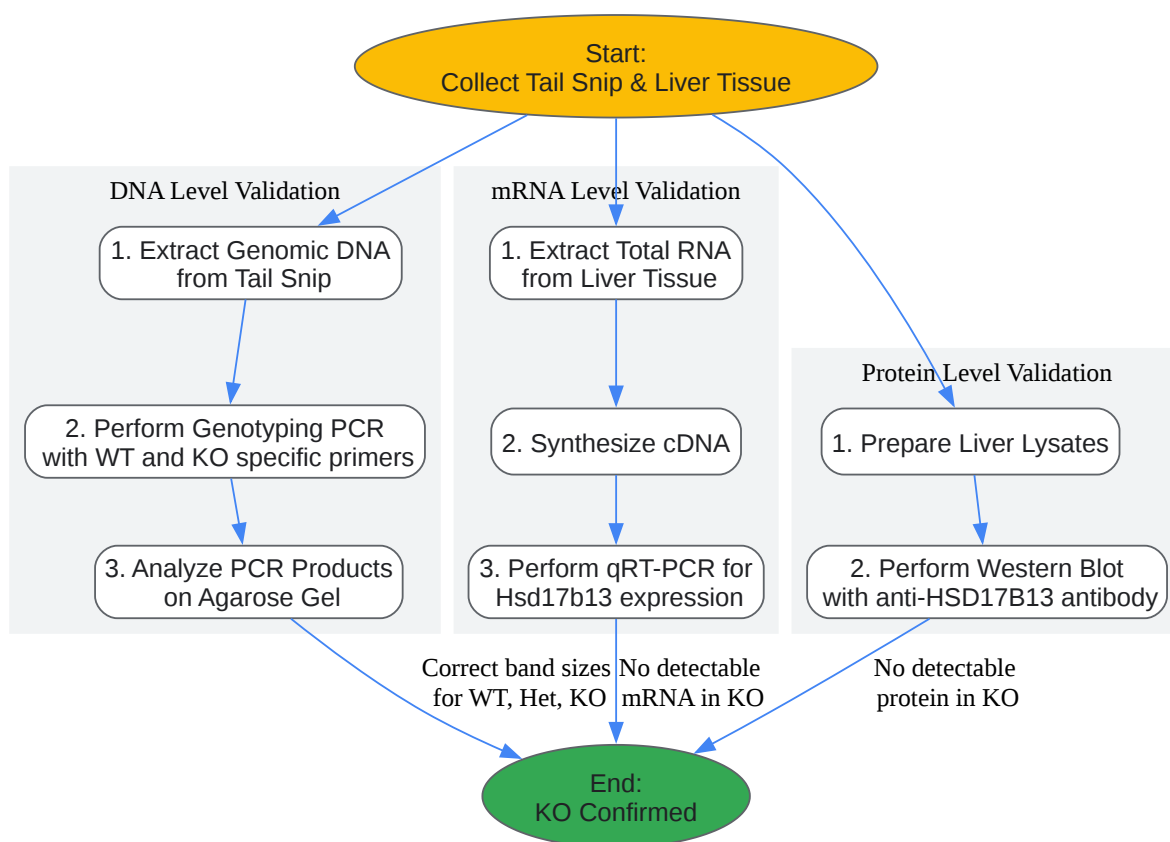 Start:
Collect Tail Snip & Liver Tissue
DNA Level Validation
1. Extract Genomic DNA
from Tail Snip
2. Perform Genotyping PCR
with WT and KO specific primers
3. Analyze PCR Products
on Agarose Gel
mRNA Level Validation
1. Extract Total RNA
from Liver Tissue
2. Synthesize cDNA
3. Perform qRT-PCR for
Hsd17b13 expression
Protein Level Validation
1. Prepare Liver Lysates
2. Perform Western Blot
with anti-HSD17B13 antibody
Correct band sizes
for WT, Het, KO
No detectable
mRNA in KO
No detectable
protein in KO
End:
KO Confirmed